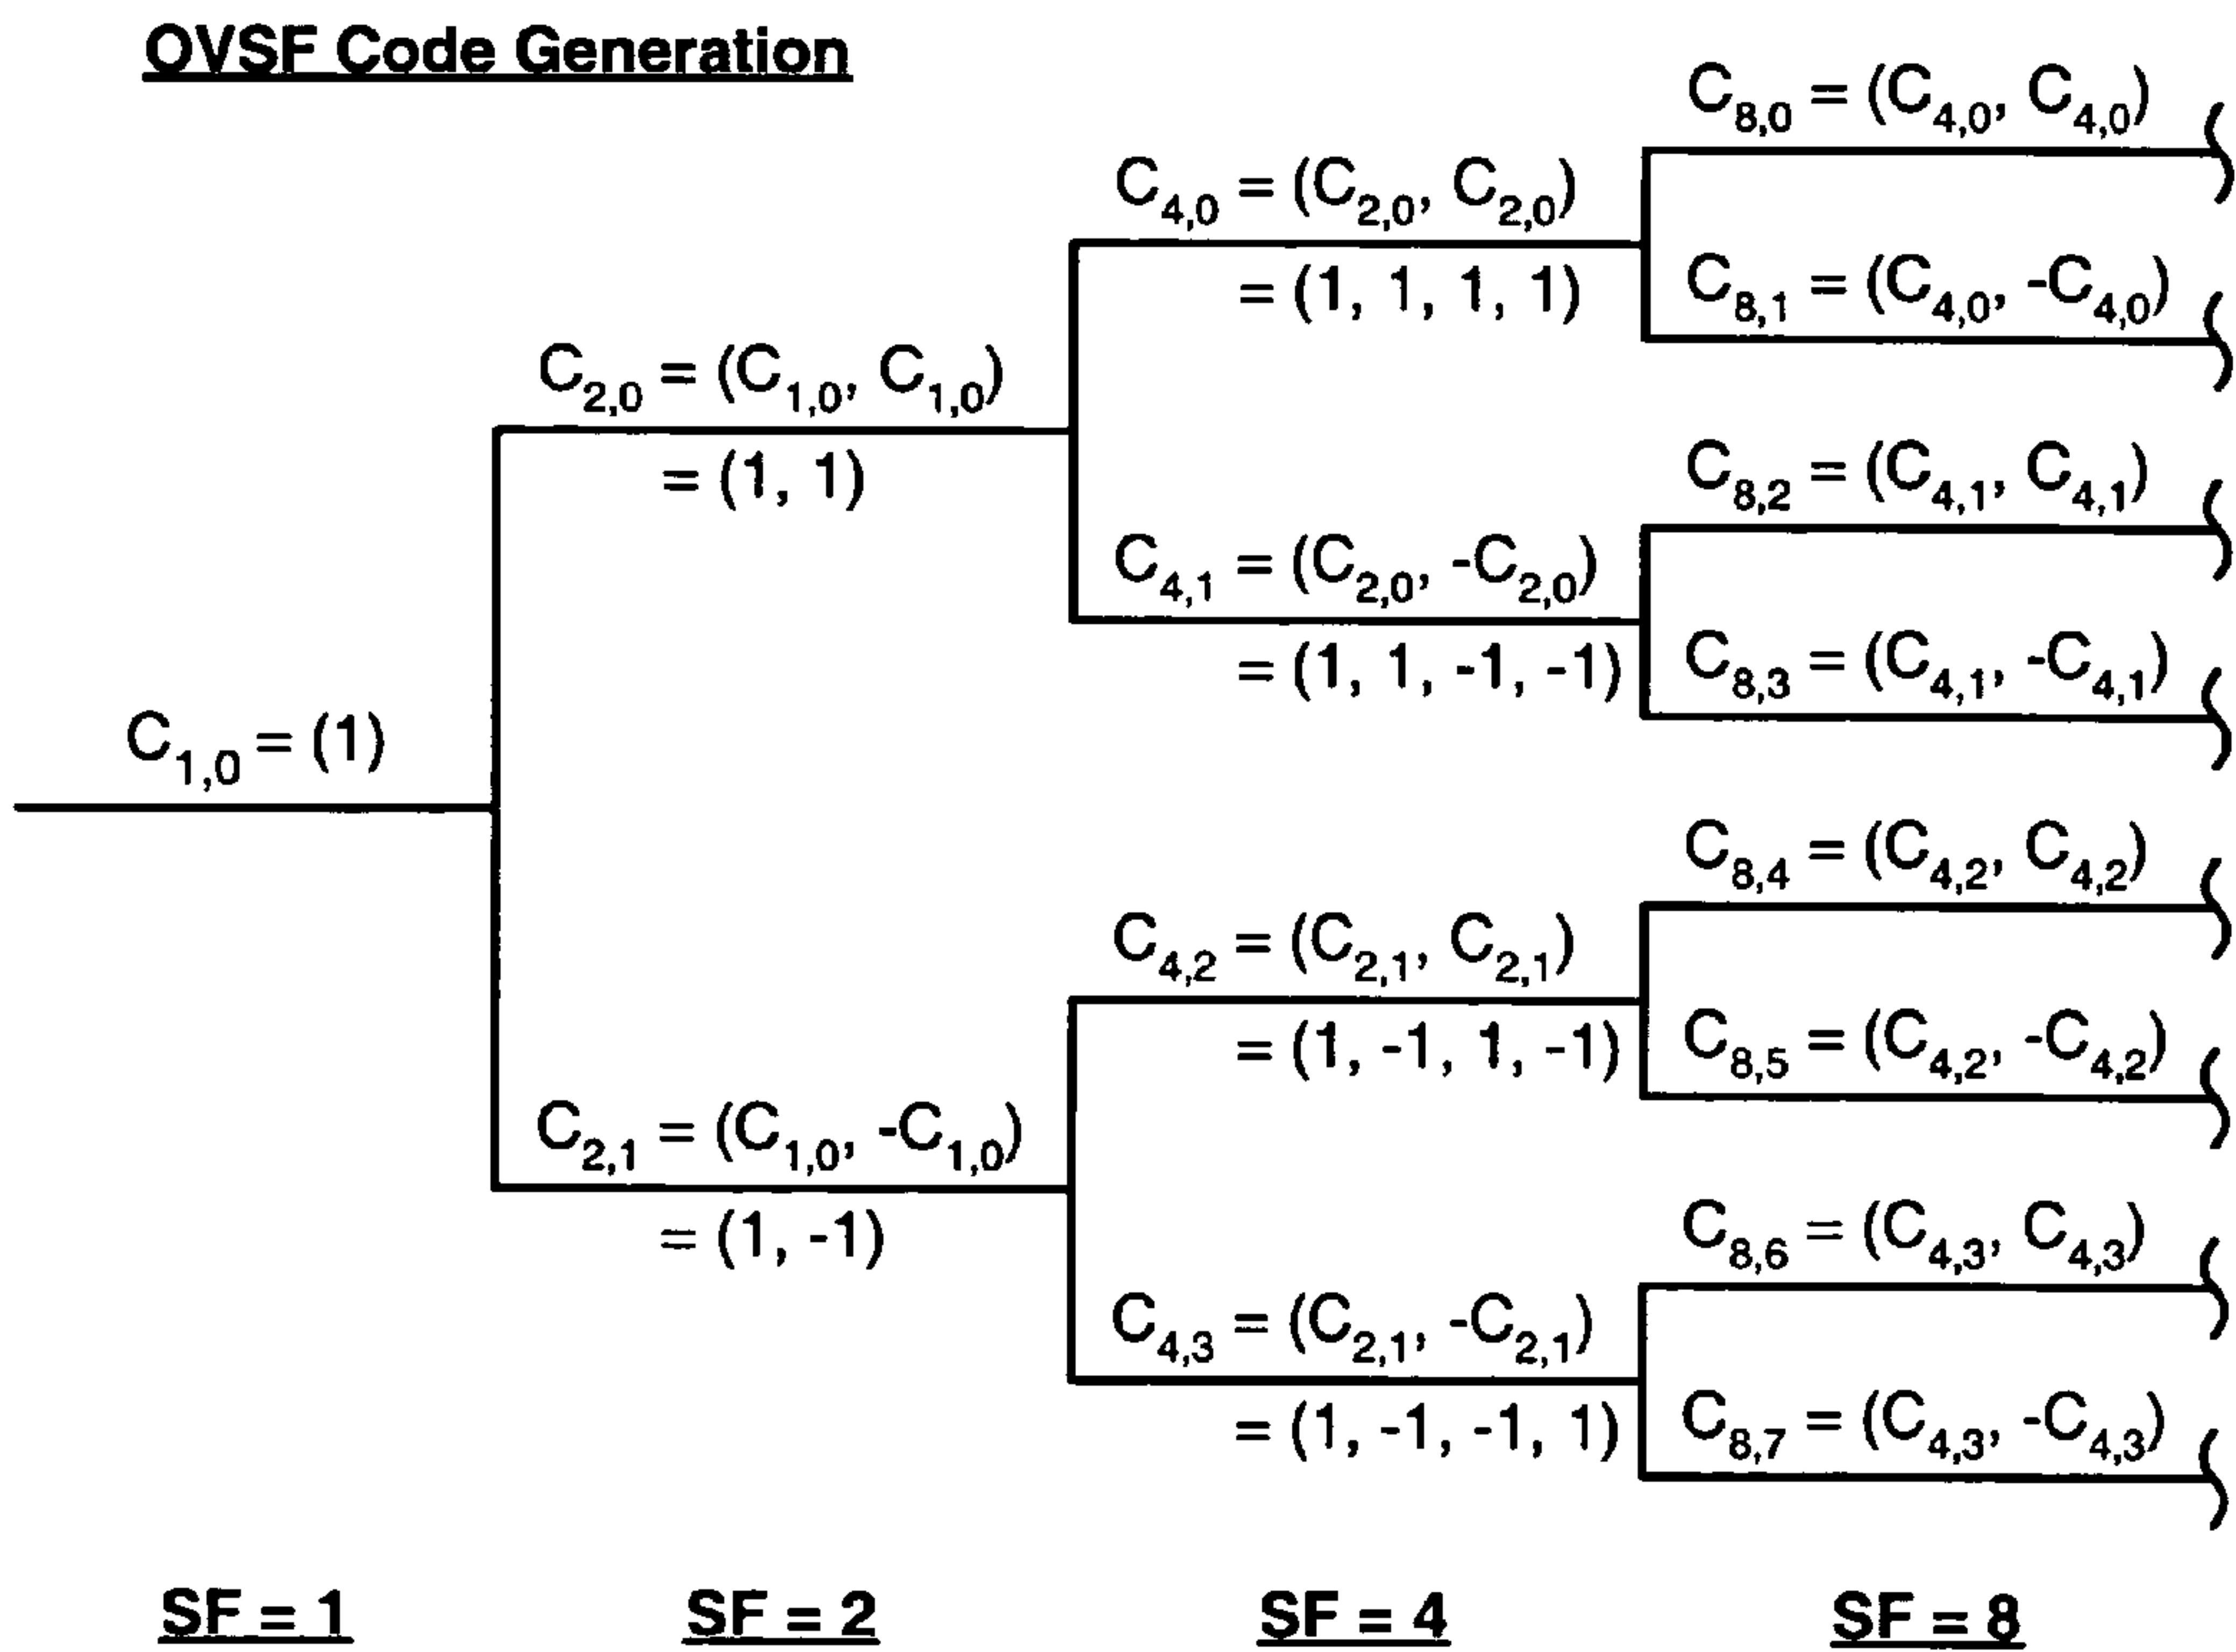 OVSF Code Generation
C1,0 = (1)
C2,0 = (C1,0, C1,0)
= (1, 1)
C2,1 = (C1,0, -C1,0)
= (1, -1)
C4,0 = (C2,0, C2,0)
= (1, 1, 1, 1)
C4,1 = (C2,0, -C2,0)
= (1, 1, -1, -1)
C4,2 = (C2,1, C2,1)
= (1, -1, 1, -1)
C4,3 = (C2,1, -C2,1)
= (1, -1, -1, 1)
C8,0 = (C4,0, C4,0)
C8,1 = (C4,0, -C4,0)
C8,2 = (C4,1, C4,1)
C8,3 = (C4,1, -C4,1)
C8,4 = (C4,2, C4,2)
C8,5 = (C4,2, -C4,2)
C8,6 = (C4,3, C4,3)
C8,7 = (C4,3, -C4,3)
SF = 1
SF = 2
SF = 4
SF = 8